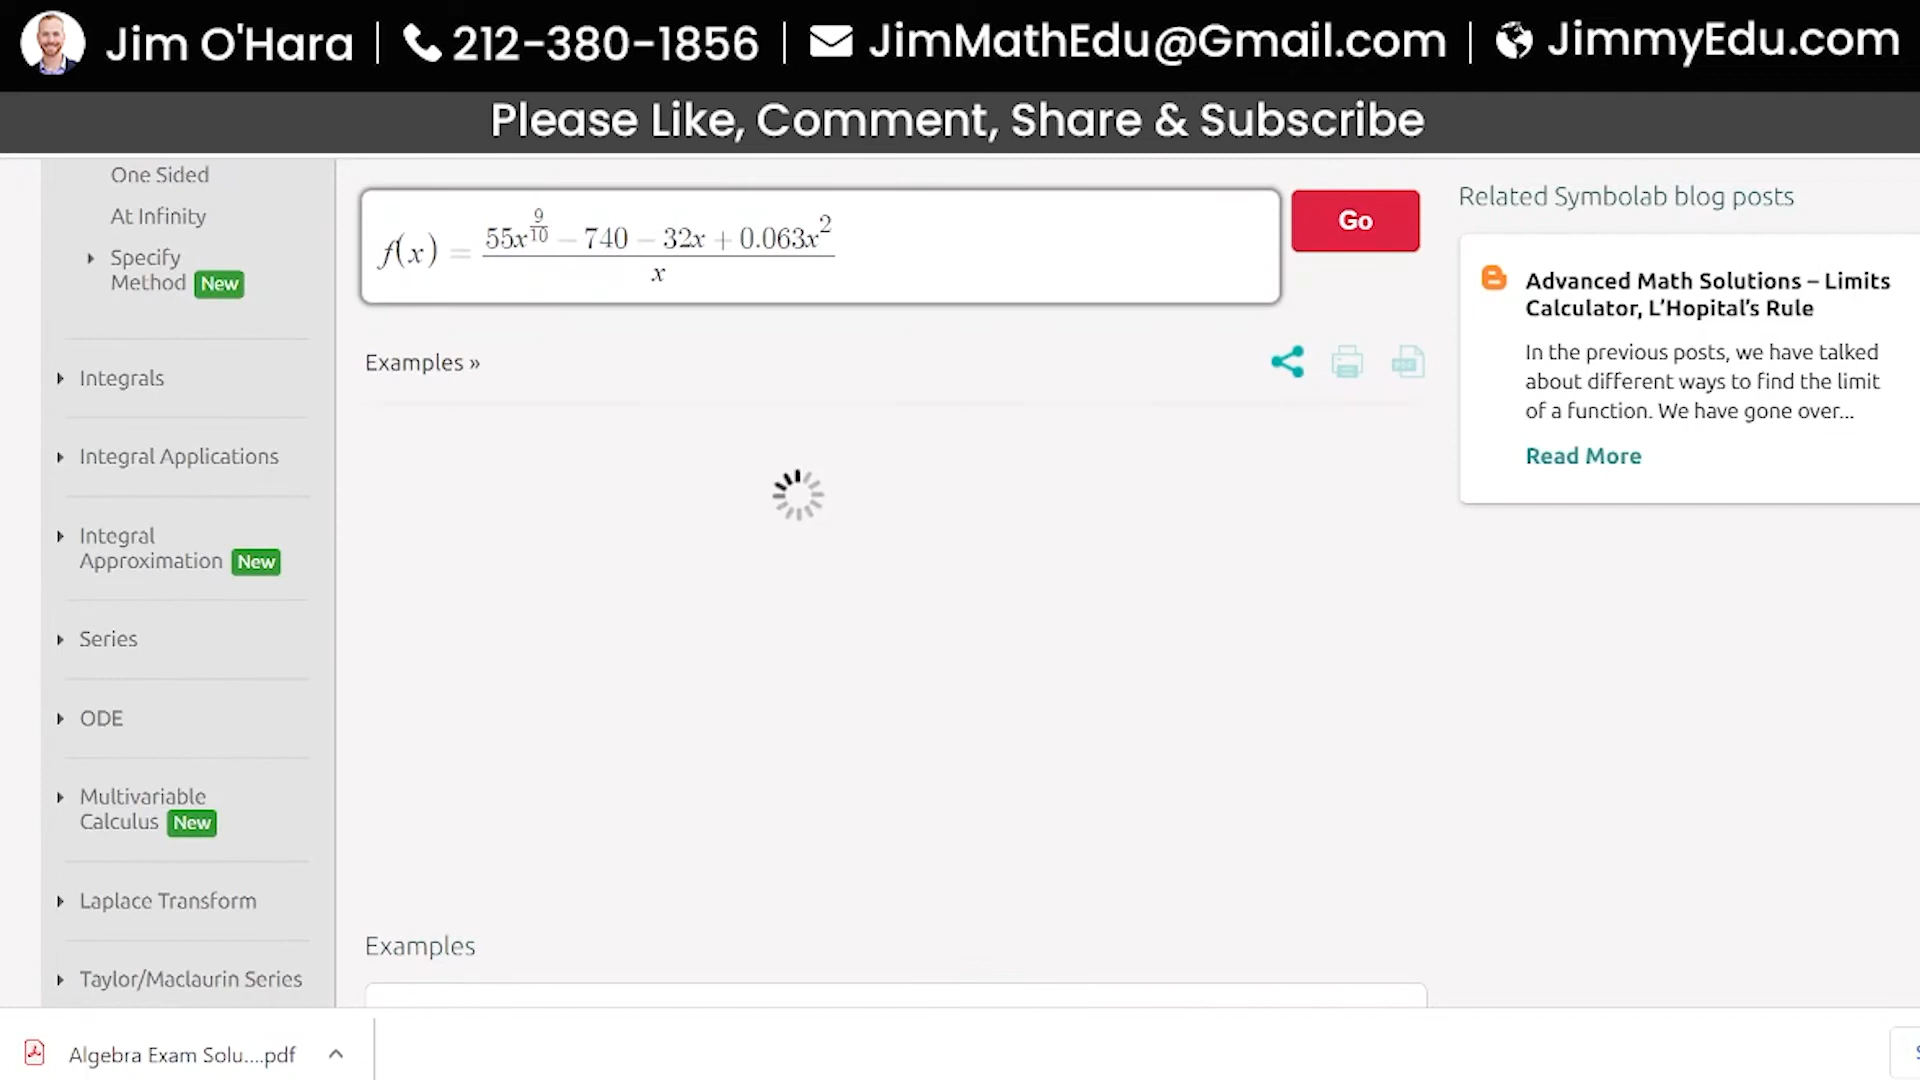 Jim O'Hara | 212-380-1856 | JimMathEdu@Gmail.com | JimmyEdu.com
Please Like, Comment, Share & Subscribe
One Sided
At Infinity
Specify
Method New
Integrals
Integral Applications
Integral
Approximation New
Series
ODE
Multivariable
Calculus New
Laplace Transform
Taylor/Maclaurin Series
f(x) = \frac{55x^{\frac{9}{10}} - 740 - 32x + 0.063x^2}{x}
Go
Examples »
Examples
Related Symbolab blog posts
Advanced Math Solutions – Limits
Calculator, L’Hopital’s Rule
In the previous posts, we have talked
about different ways to find the limit
of a function. We have gone over...
Read More
Algebra Exam Solu....pdf